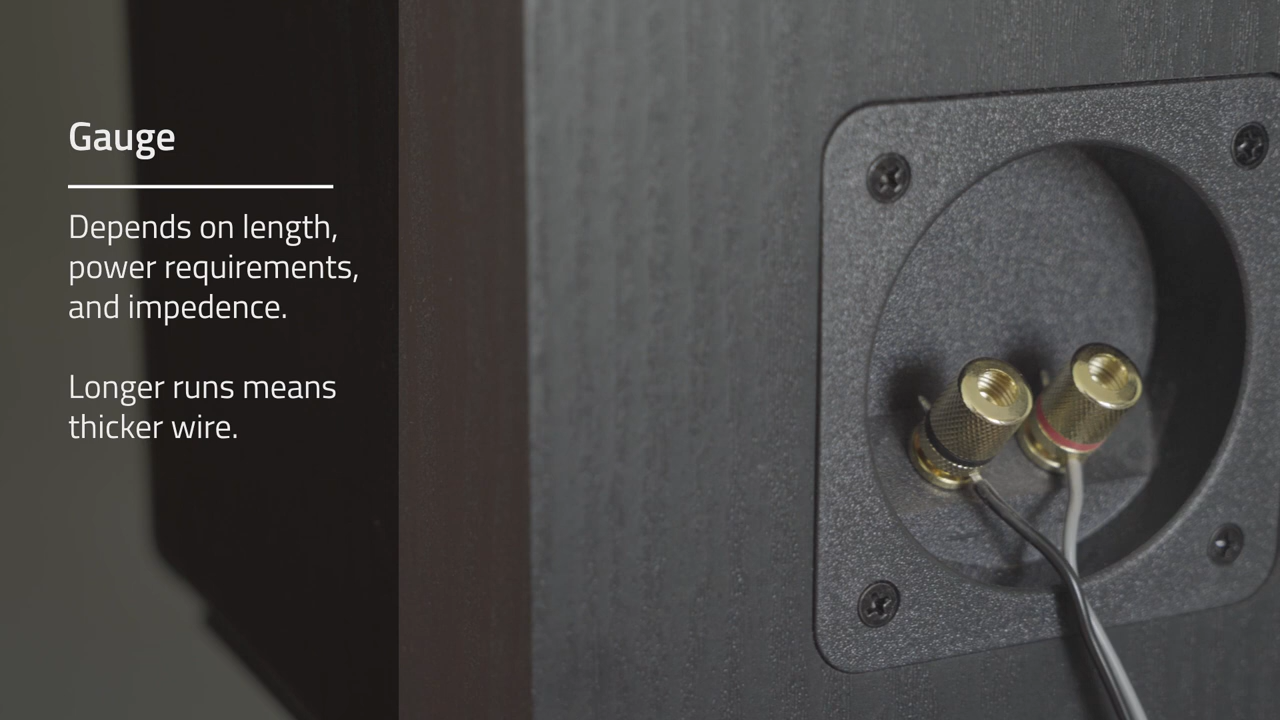 Gauge
Depends on length,
power requirements,
and impedence.
Longer runs means
thicker wire.